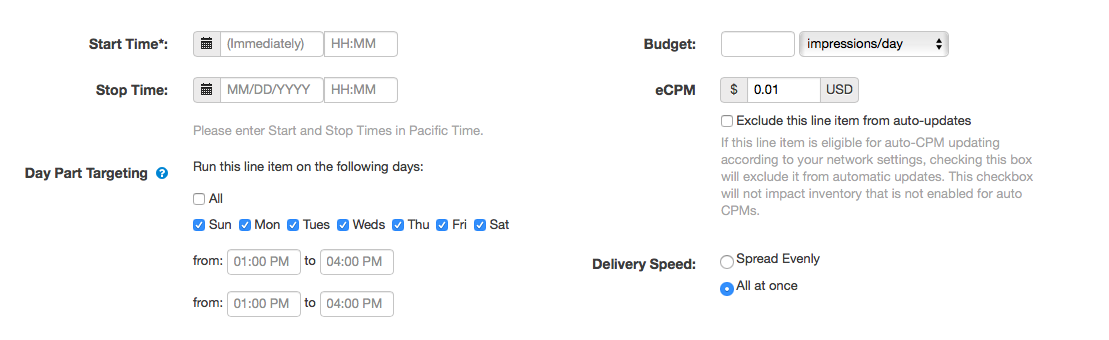 Start Time*: (Immediately) HH:MM
Stop Time: MM/DD/YYYY HH:MM
Please enter Start and Stop Times in Pacific Time.
Day Part Targeting ? Run this line item on the following days:
All
Sun Mon Tues Weds Thu Fri Sat
from: 01:00 PM to 04:00 PM
from: 01:00 PM to 04:00 PM
Budget: impressions/day
eCPM $ 0.01 USD
Exclude this line item from auto-updates
If this line item is eligible for auto-CPM updating
according to your network settings, checking this box
will exclude it from automatic updates. This checkbox
will not impact inventory that is not enabled for auto
CPMs.
Delivery Speed: Spread Evenly
All at once